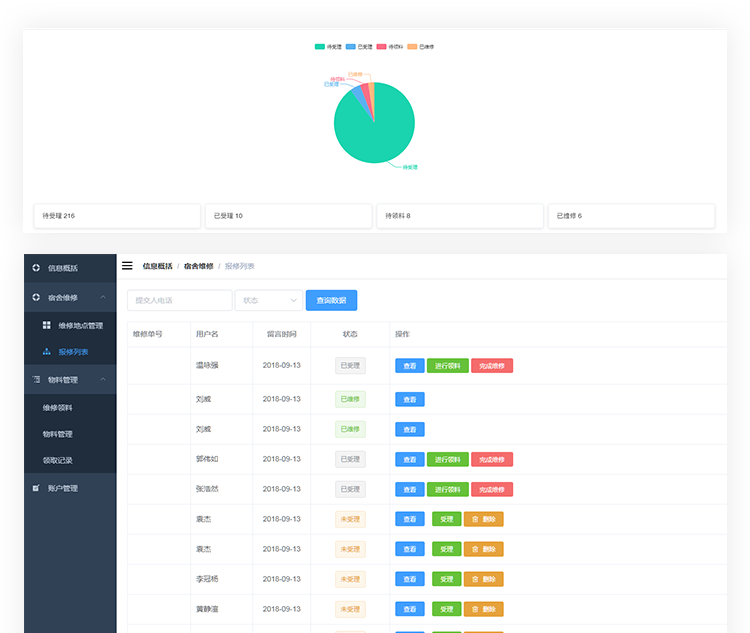 待受理 已受理 待领料 已维修
已维修
待领料
已受理
待受理
待受理 216
已受理 10
待领料 8
已维修 6
信息概括
宿舍维修
维修地点管理
报修列表
物料管理
维修领料
物料管理
领取记录
账户管理
信息概括 / 宿舍维修 / 报修列表
提交人电话 状态 查询数据
维修单号 用户名 留言时间 状态 操作
温咏强 2018-09-13 已受理 查看 进行领料 完成维修
刘威 2018-09-13 已维修 查看
刘威 2018-09-13 已维修 查看
郭伟如 2018-09-13 已受理 查看 进行领料 完成维修
张浩然 2018-09-13 已受理 查看 进行领料 完成维修
袁杰 2018-09-13 未受理 查看 受理 删除
袁杰 2018-09-13 未受理 查看 受理 删除
李冠杨 2018-09-13 未受理 查看 受理 删除
黄静 2018-09-13 未受理 查看 受理 删除